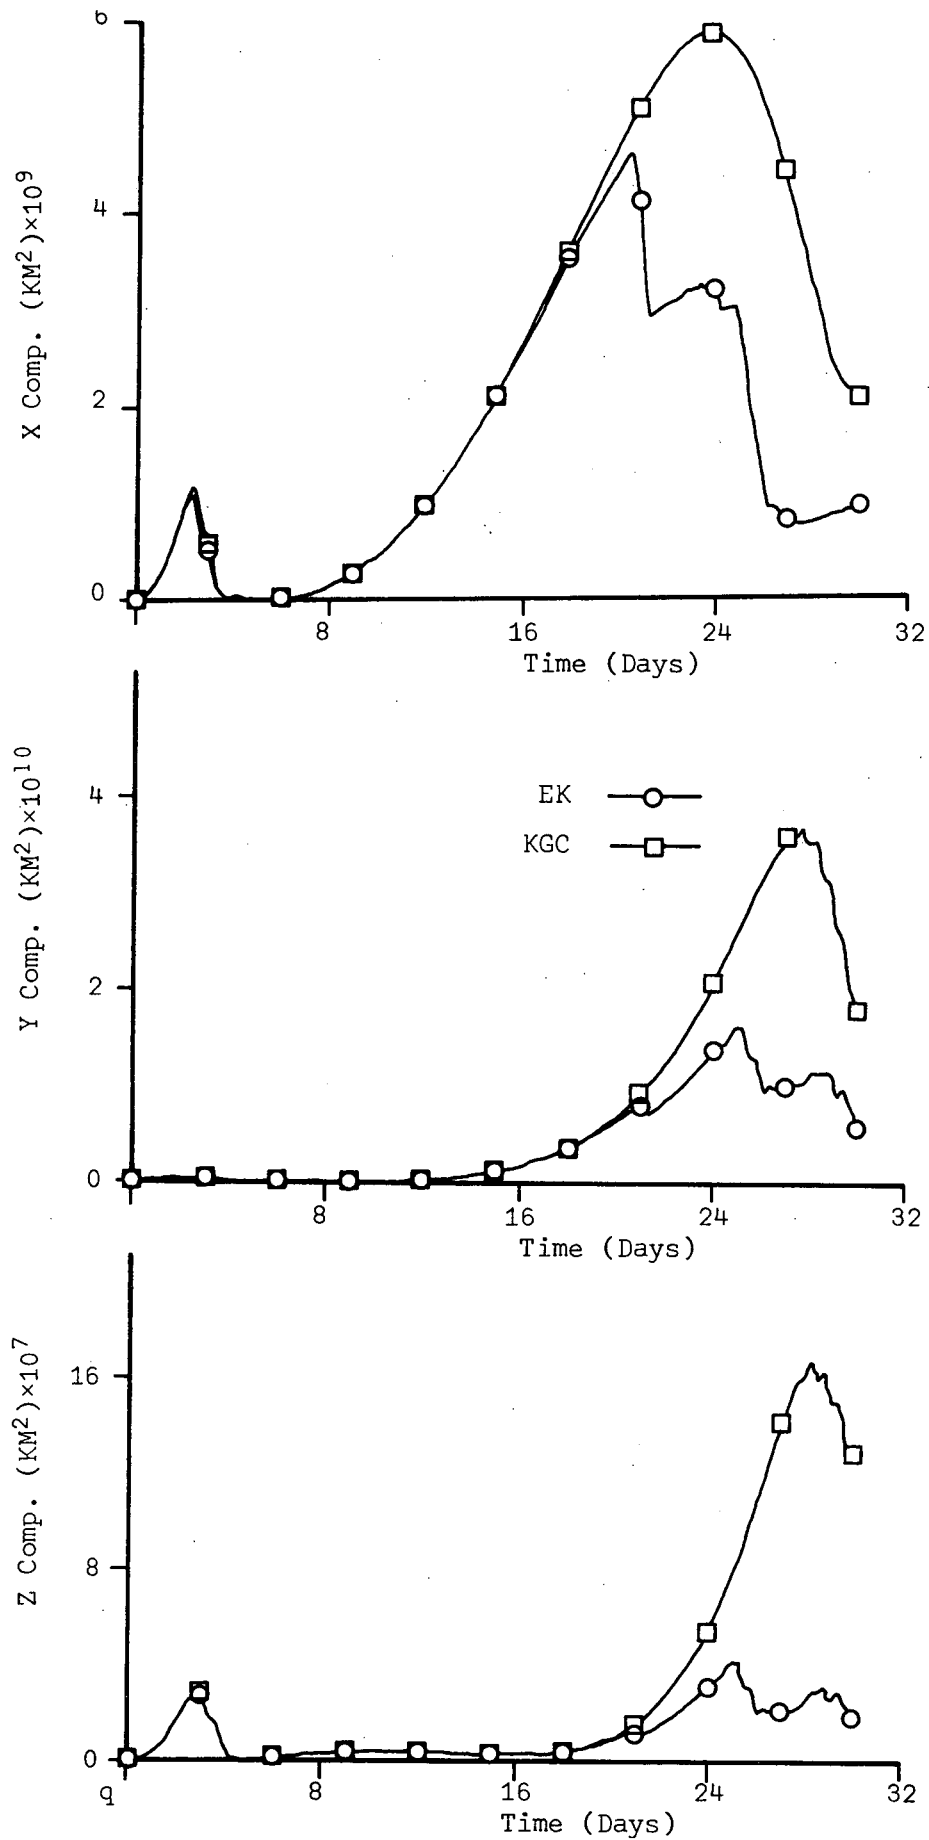 6
4
2
0
X Comp. (KM²)×10⁹
8
16
24
32
Time (Days)
4
2
0
Y Comp. (KM²)×10¹⁰
EK
KGC
8
16
24
32
Time (Days)
16
8
0
Z Comp. (KM²)×10⁷
q
8
16
24
32
Time (Days)